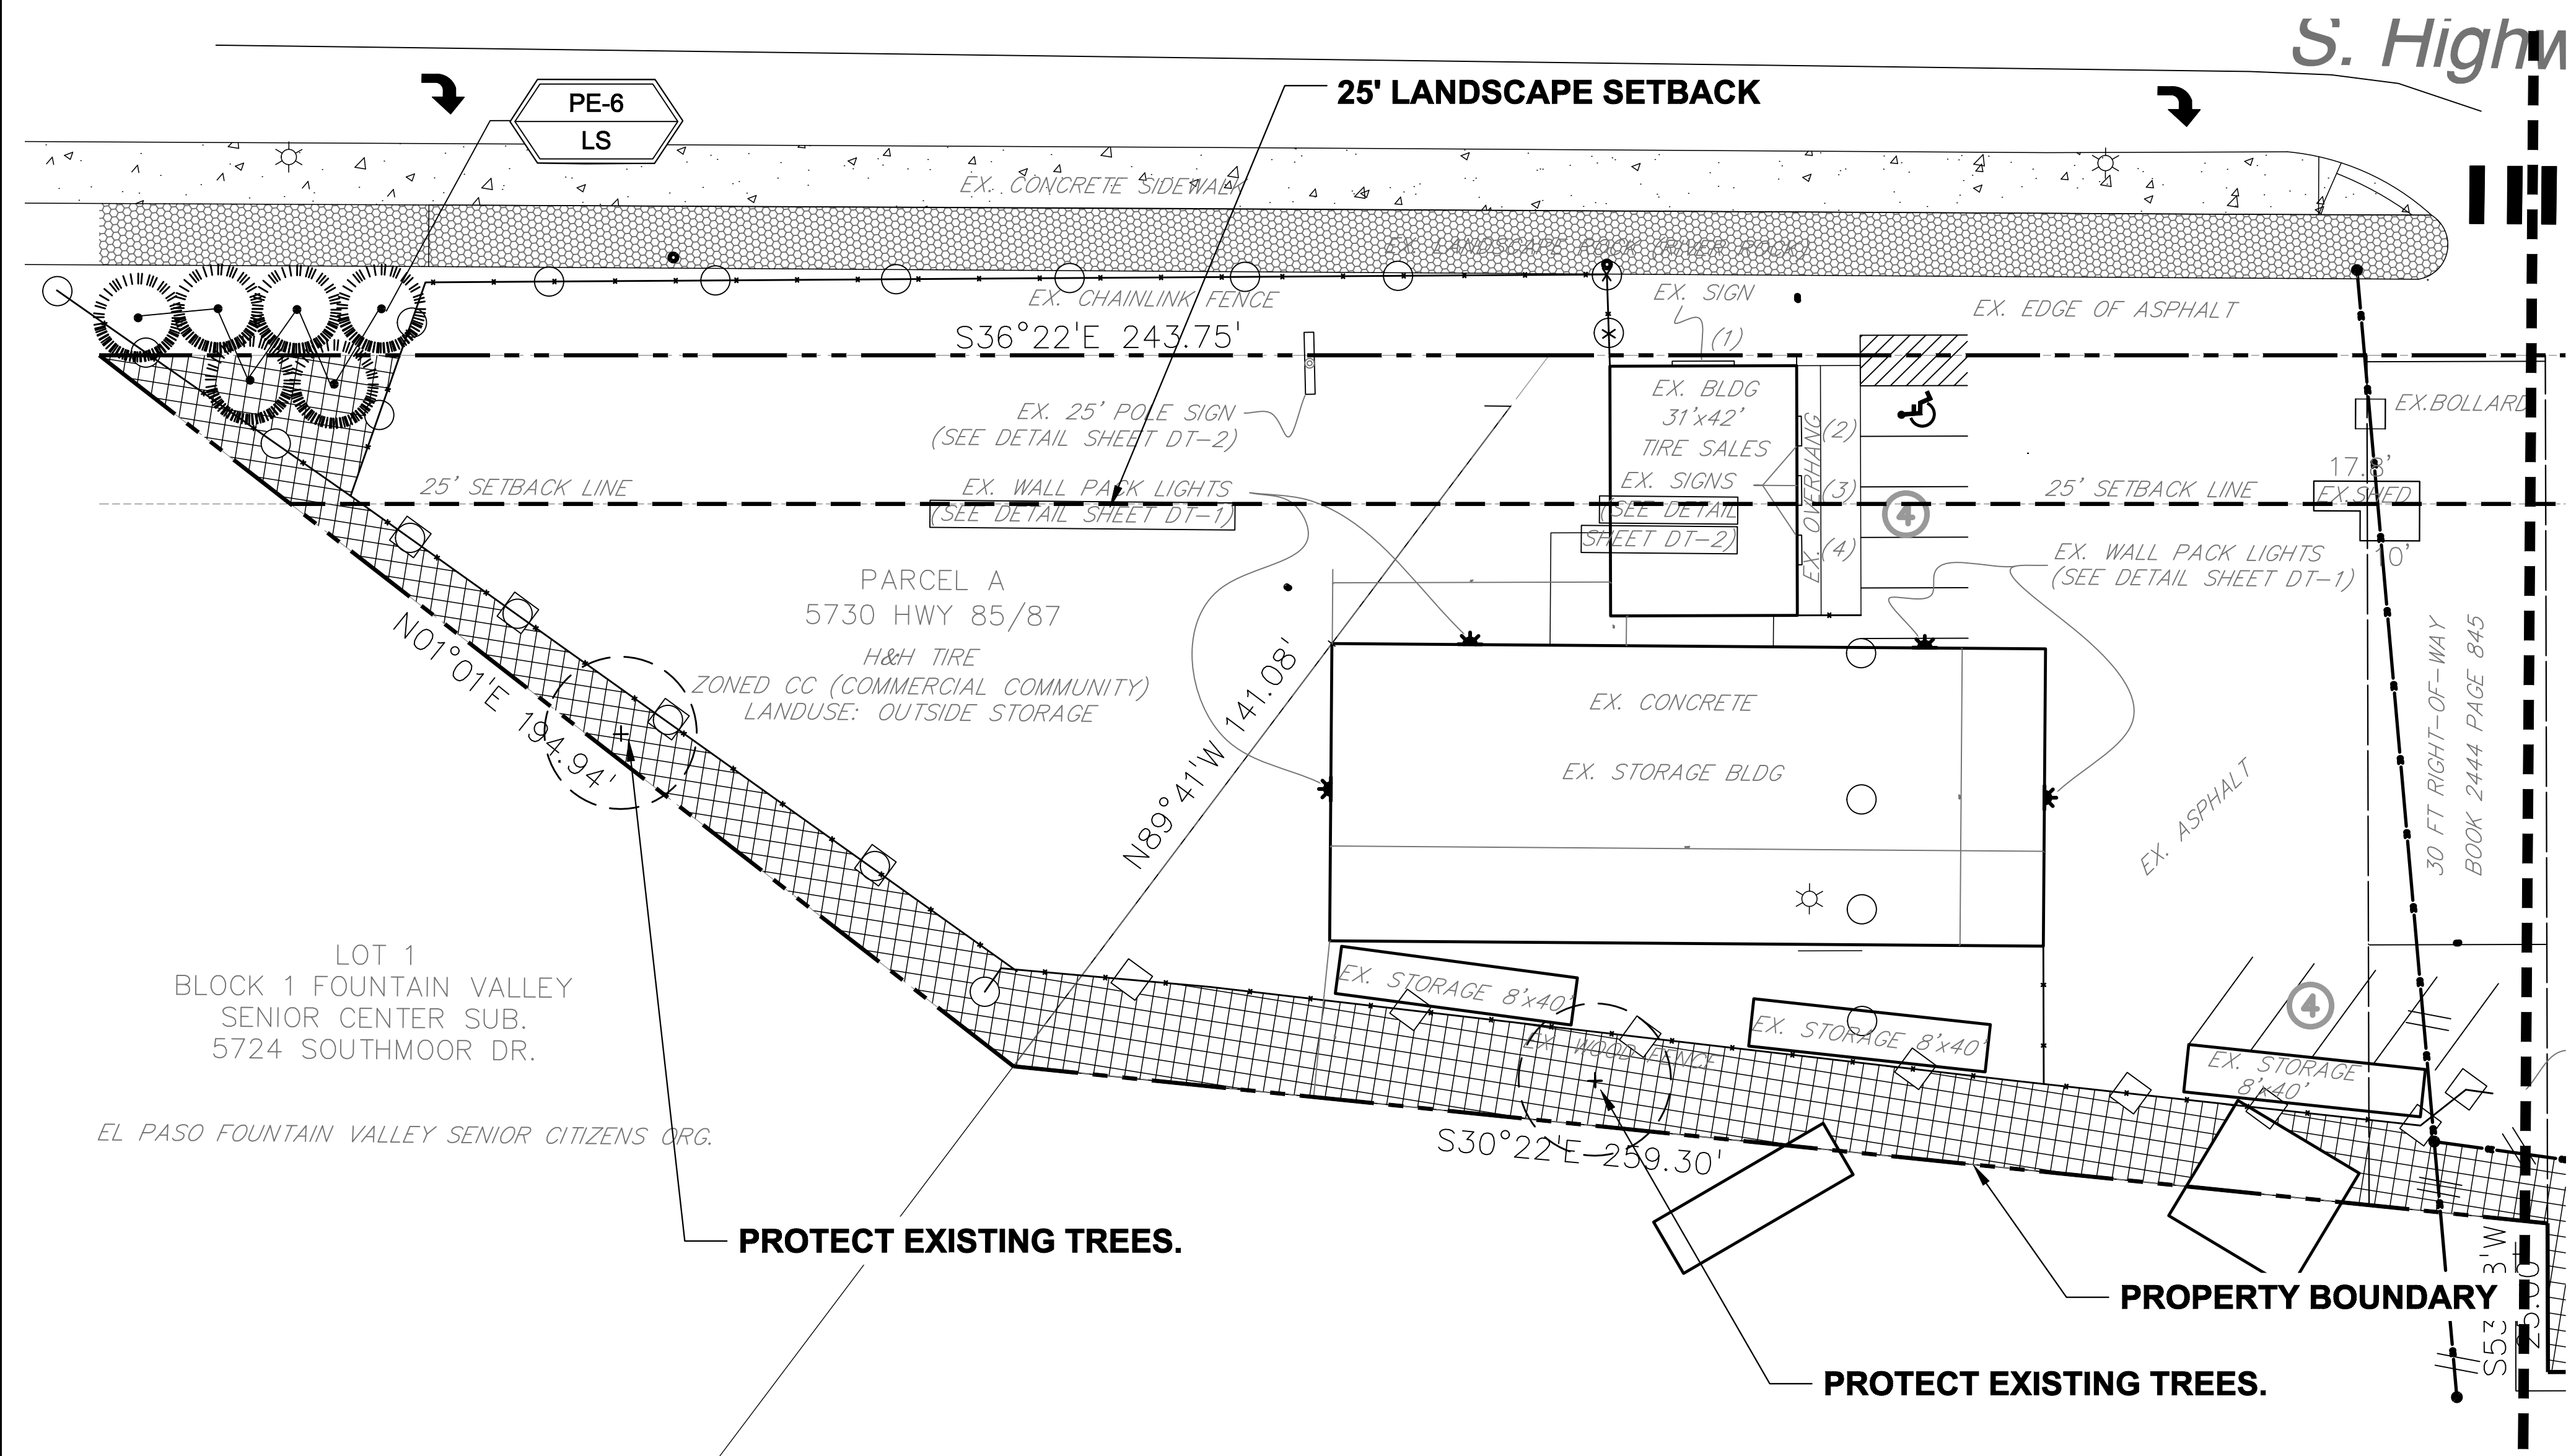 S. Highw
PE-6
LS
25' LANDSCAPE SETBACK
EX. CONCRETE SIDEWALK
EX. LANDSCAPE ROCK (RIVER ROCK)
EX. CHAINLINK FENCE
S36°22'E 243.75'
EX. SIGN
(1)
EX. EDGE OF ASPHALT
EX. 25' POLE SIGN
(SEE DETAIL SHEET DT-2)
EX. BLDG
31'x42'
TIRE SALES
EX. SIGNS
(SEE DETAIL
SHEET DT-2)
EX. OVERHANG
(2)
(3)
(4)
4
EX.BOLLARD
17.8'
EX.SHED
10'
25' SETBACK LINE
EX. WALL PACK LIGHTS
(SEE DETAIL SHEET DT-1)
25' SETBACK LINE
EX. WALL PACK LIGHTS
(SEE DETAIL SHEET DT-1)
PARCEL A
5730 HWY 85/87
H&H TIRE
ZONED CC (COMMERCIAL COMMUNITY)
LANDUSE: OUTSIDE STORAGE
N01°01'E 194.94'
N89°41'W 141.08'
EX. CONCRETE
EX. STORAGE BLDG
EX. ASPHALT
30 FT RIGHT-OF-WAY
BOOK 2444 PAGE 845
LOT 1
BLOCK 1 FOUNTAIN VALLEY
SENIOR CENTER SUB.
5724 SOUTHMOOR DR.
EL PASO FOUNTAIN VALLEY SENIOR CITIZENS ORG.
EX. STORAGE 8'x40'
EX. WOOD FENCE
EX. STORAGE 8'x40'
4
EX. STORAGE
8'x40'
S30°22'E 259.30'
PROTECT EXISTING TREES.
PROPERTY BOUNDARY
PROTECT EXISTING TREES.